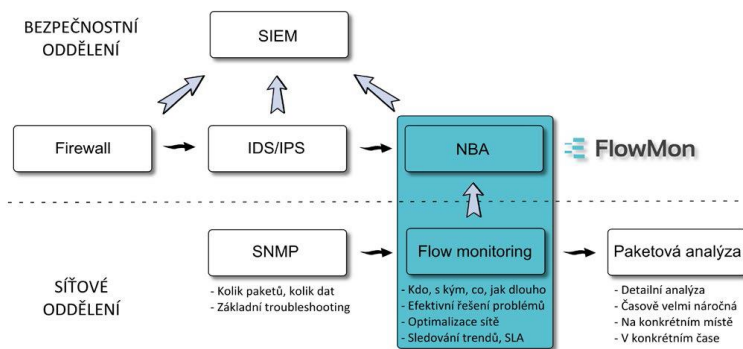 BEZPEČNOSTNÍ
ODDĚLENÍ
SIEM
Firewall
IDS/IPS
NBA
FlowMon
SNMP
Flow monitoring
Paketová analýza
SÍŤOVÉ
ODDĚLENÍ
- Kolik paketů, kolik dat
- Základní troubleshooting
- Kdo, s kým, co, jak dlouho
- Efektivní řešení problémů
- Optimalizace sítě
- Sledování trendů, SLA
- Detailní analýza
- Časově velmi náročná
- Na konkrétním místě
- V konkrétním čase